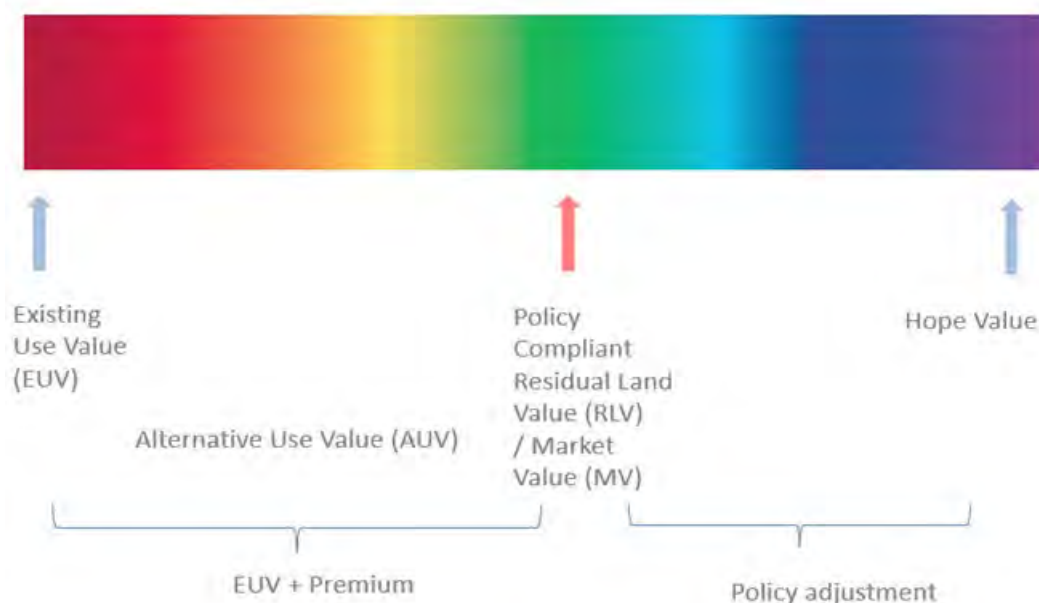 Existing
Use Value
(EUV)
Policy
Compliant
Residual Land
Value (RLV)
/ Market
Value (MV)
Hope Value
Alternative Use Value (AUV)
EUV + Premium
Policy adjustment